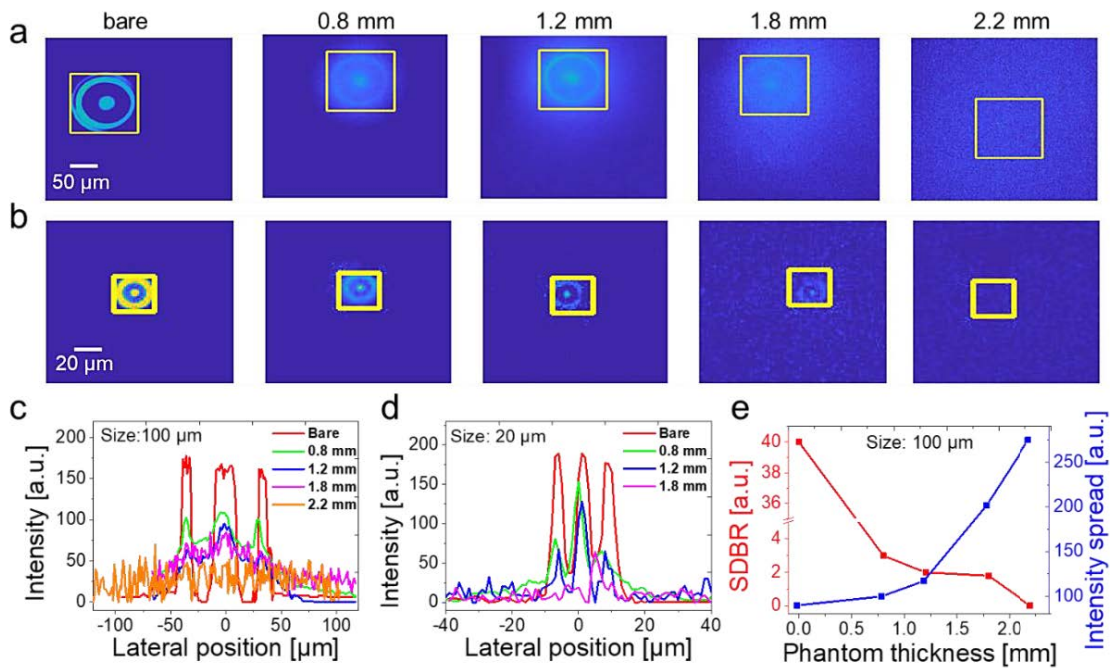 bare 0.8 mm 1.2 mm 1.8 mm 2.2 mm
a
50 µm
b
20 µm
c
Size:100 µm
Bare
0.8 mm
1.2 mm
1.8 mm
2.2 mm
200
150
100
50
0
Intensity [a.u.]
-100 -50 0 50 100
Lateral position [µm]
d
Size: 20 µm
Bare
0.8 mm
1.2 mm
1.8 mm
200
150
100
50
0
Intensity [a.u.]
-40 -20 0 20 40
Lateral position [µm]
e
Size: 100 µm
40
36
4
2
0
SDBR [a.u.]
250
200
150
100
Intensity spread [a.u.]
0.0 0.5 1.0 1.5 2.0
Phantom thickness [mm]